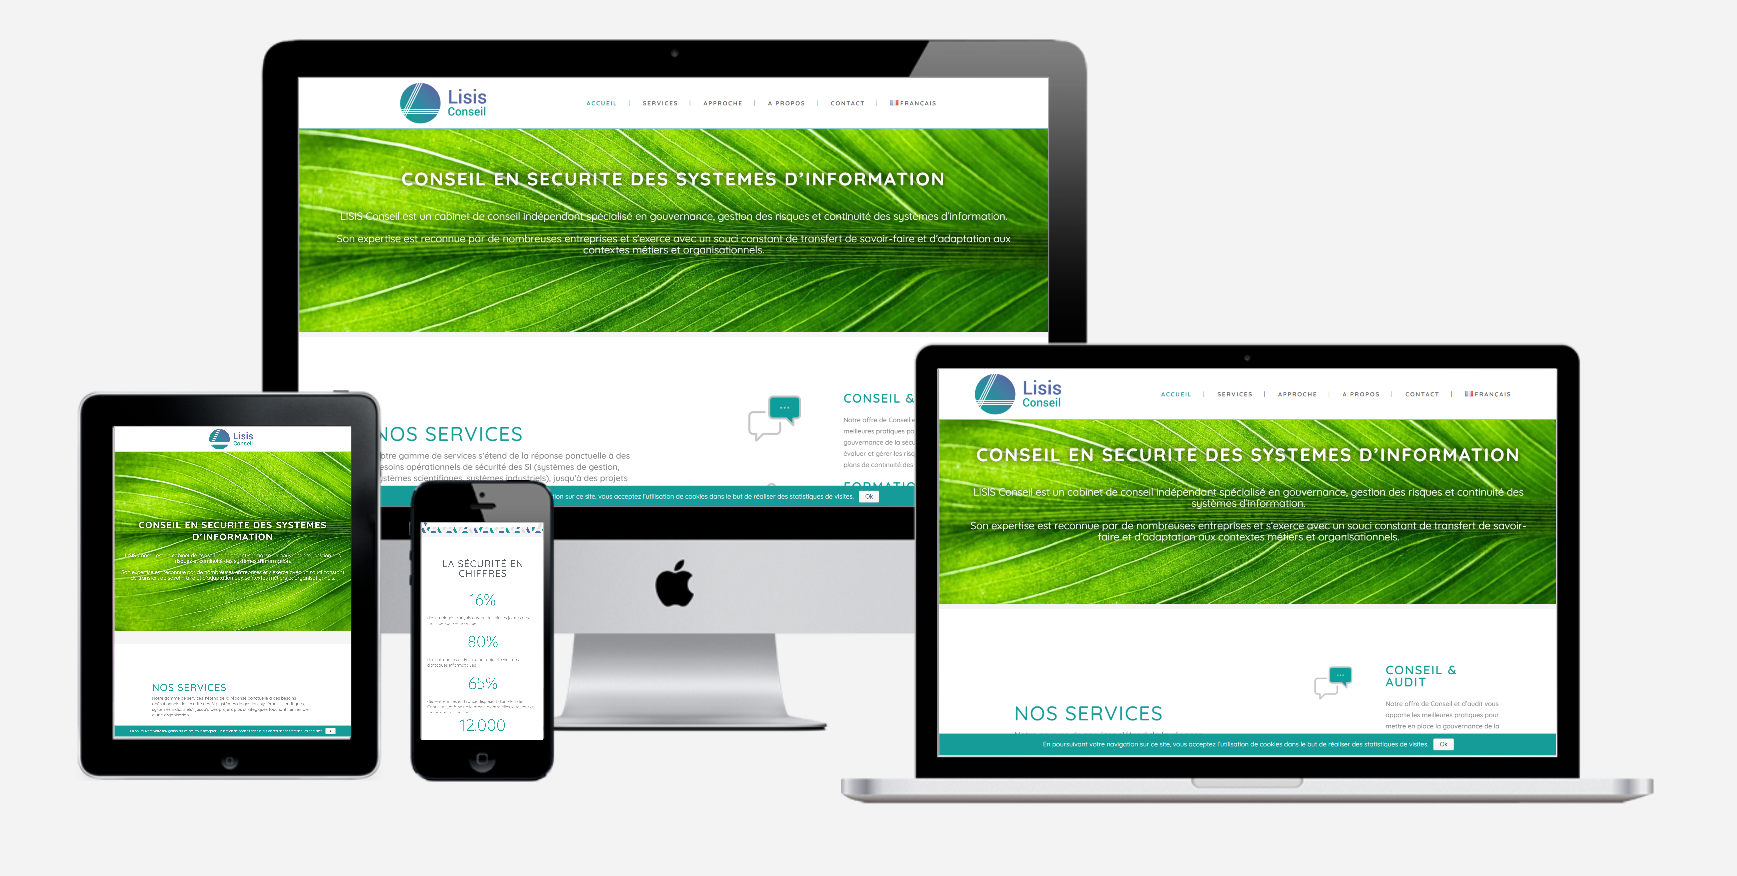 Lisis
Conseil
ACCUEIL
SERVICES
APPROCHE
A PROPOS
CONTACT
FRANÇAIS
CONSEIL EN SECURITE DES SYSTEMES D'INFORMATION
LISIS Conseil est un cabinet de conseil indépendant spécialisé en gouvernance, gestion des risques et continuité des systèmes d'information.
Son expertise est reconnue par de nombreuses entreprises et s'exerce avec un souci constant de transfert de savoir-faire et d'adaptation aux
contextes métiers et organisationnels.
NOS SERVICES
otre gamme de services s'étend de la réponse ponctuelle à des
esoins opérationnels de sécurité des SI (systèmes de gestion,
stèmes scientifiques, systèmes industriels), jusqu'à des projets
CONSEIL &
Notre offre de Conseil e
meilleures pratiques po
gouvernance de la sécu
évaluer et gérer les risq
plans de continuité des
FORMATIO
tion sur ce site, vous acceptez l'utilisation de cookies dans le but de réaliser des statistiques de visites.
Ok
Lisis
Conseil
CONSEIL EN SECURITE DES SYSTEMES
D'INFORMATION
NOS SERVICES
LA SÉCURITÉ EN
CHIFFRES
16%
80%
65%
12.000
Lisis
Conseil
ACCUEIL
SERVICES
APPROCHE
A PROPOS
CONTACT
FRANÇAIS
CONSEIL EN SECURITE DES SYSTEMES D'INFORMATION
LISIS Conseil est un cabinet de conseil indépendant spécialisé en gouvernance, gestion des risques et continuité des
systèmes d'information.
Son expertise est reconnue par de nombreuses entreprises et s'exerce avec un souci constant de transfert de savoir-
faire et d'adaptation aux contextes métiers et organisationnels.
NOS SERVICES
CONSEIL &
AUDIT
Notre offre de Conseil et d'audit vous
apporte les meilleures pratiques pour
mettre en place la gouvernance de la
En poursuivant votre navigation sur ce site, vous acceptez l'utilisation de cookies dans le but de réaliser des statistiques de visites.
Ok